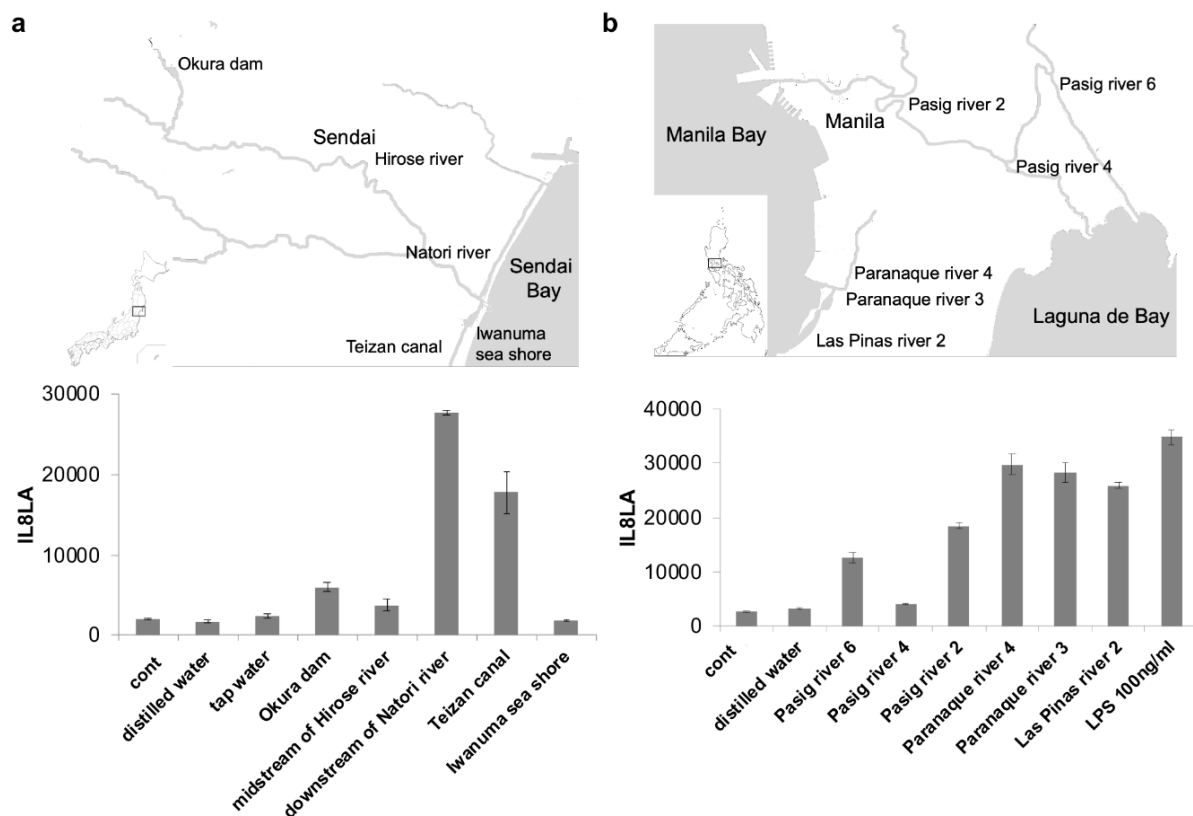 a
Okura dam
Sendai
Hirose river
Natori river
Sendai
Bay
Iwanuma
sea shore
Teizan canal
30000
20000
10000
0
IL8LA
cont
distilled water
tap water
Okura dam
midstream of Hirose river
downstream of Natori river
Teizan canal
Iwanuma sea shore
b
Pasig river 6
Pasig river 2
Manila
Manila Bay
Pasig river 4
Paranaque river 4
Paranaque river 3
Laguna de Bay
Las Pinas river 2
40000
30000
20000
10000
0
IL8LA
cont
distilled water
Pasig river 6
Pasig river 4
Pasig river 2
Paranaque river 4
Paranaque river 3
Las Pinas river 2
LPS 100ng/ml